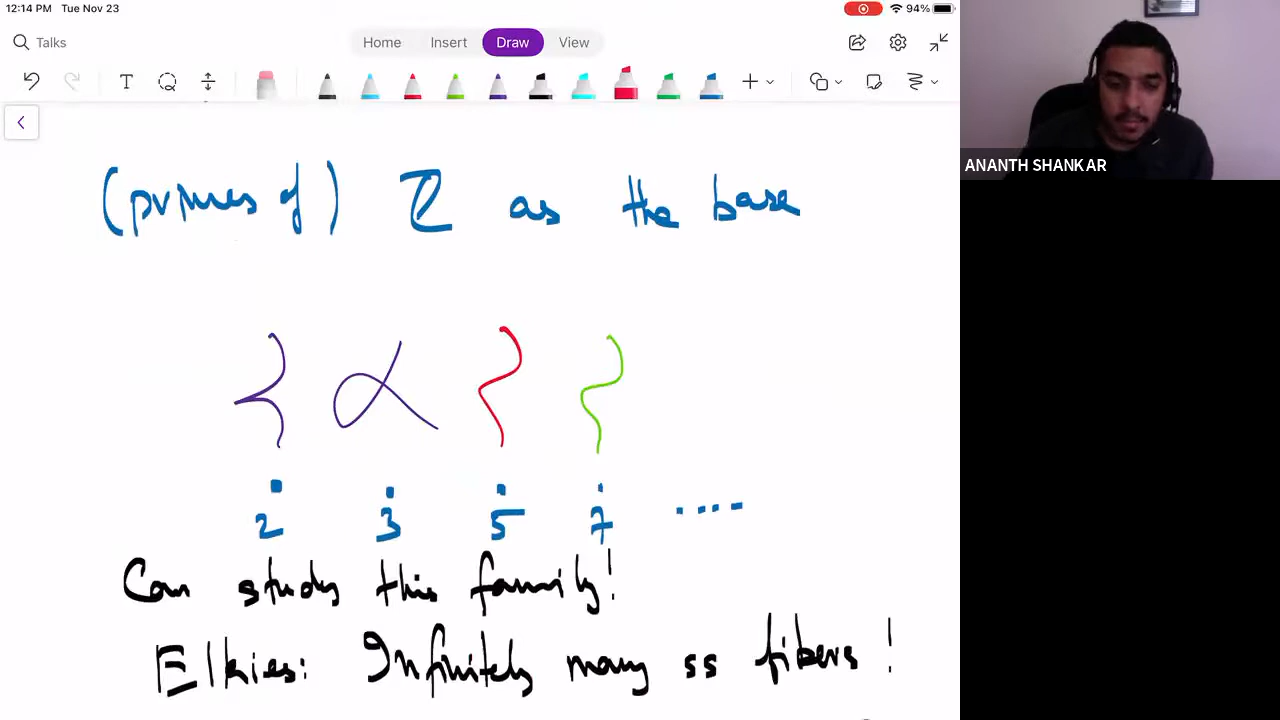 12:14 PM Tue Nov 23
94%
Talks
Home Insert Draw View
ANANTH SHANKAR
(primes of) Z as the base
2 3 5 7 ....
Can study this family!
Elkies: Infinitely many ss fibers!